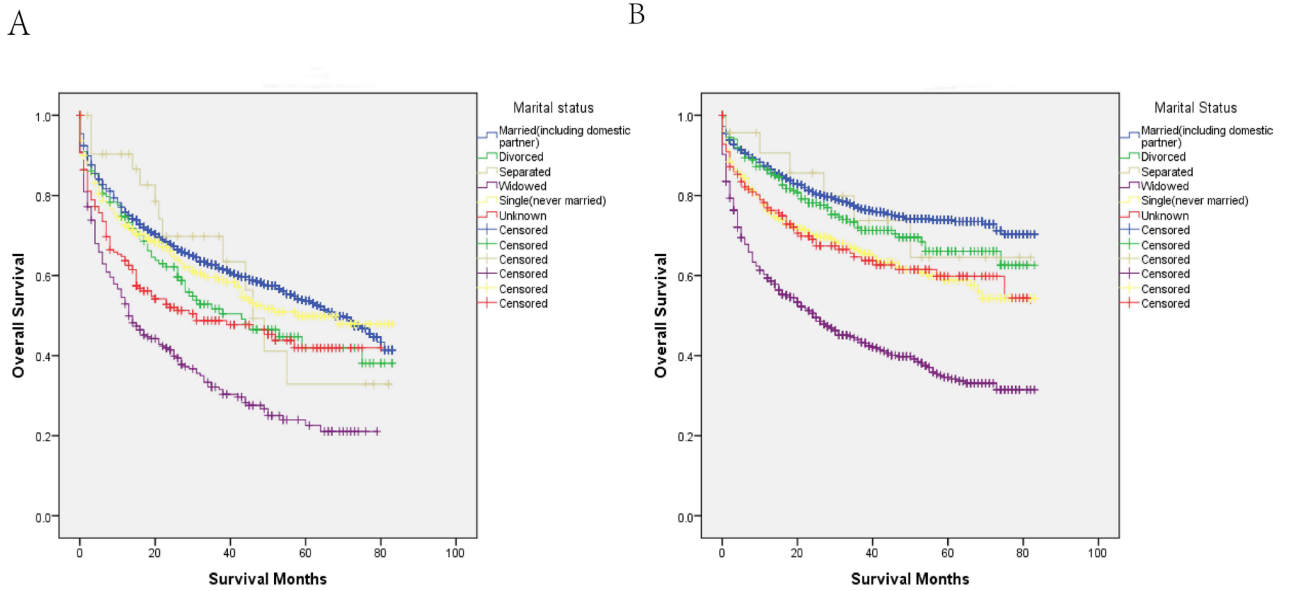 A
Marital status
Married(including domestic
partner)
Divorced
Separated
Widowed
Single(never married)
Unknown
Censored
Censored
Censored
Censored
Censored
Censored
1.0
0.8
0.6
0.4
0.2
0.0
Overall Survival
0 20 40 60 80 100
Survival Months
B
Marital Status
Married(including domestic
partner)
Divorced
Separated
Widowed
Single(never married)
Unknown
Censored
Censored
Censored
Censored
Censored
Censored
1.0
0.8
0.6
0.4
0.2
0.0
Overall Survival
0 20 40 60 80 100
Survival Months